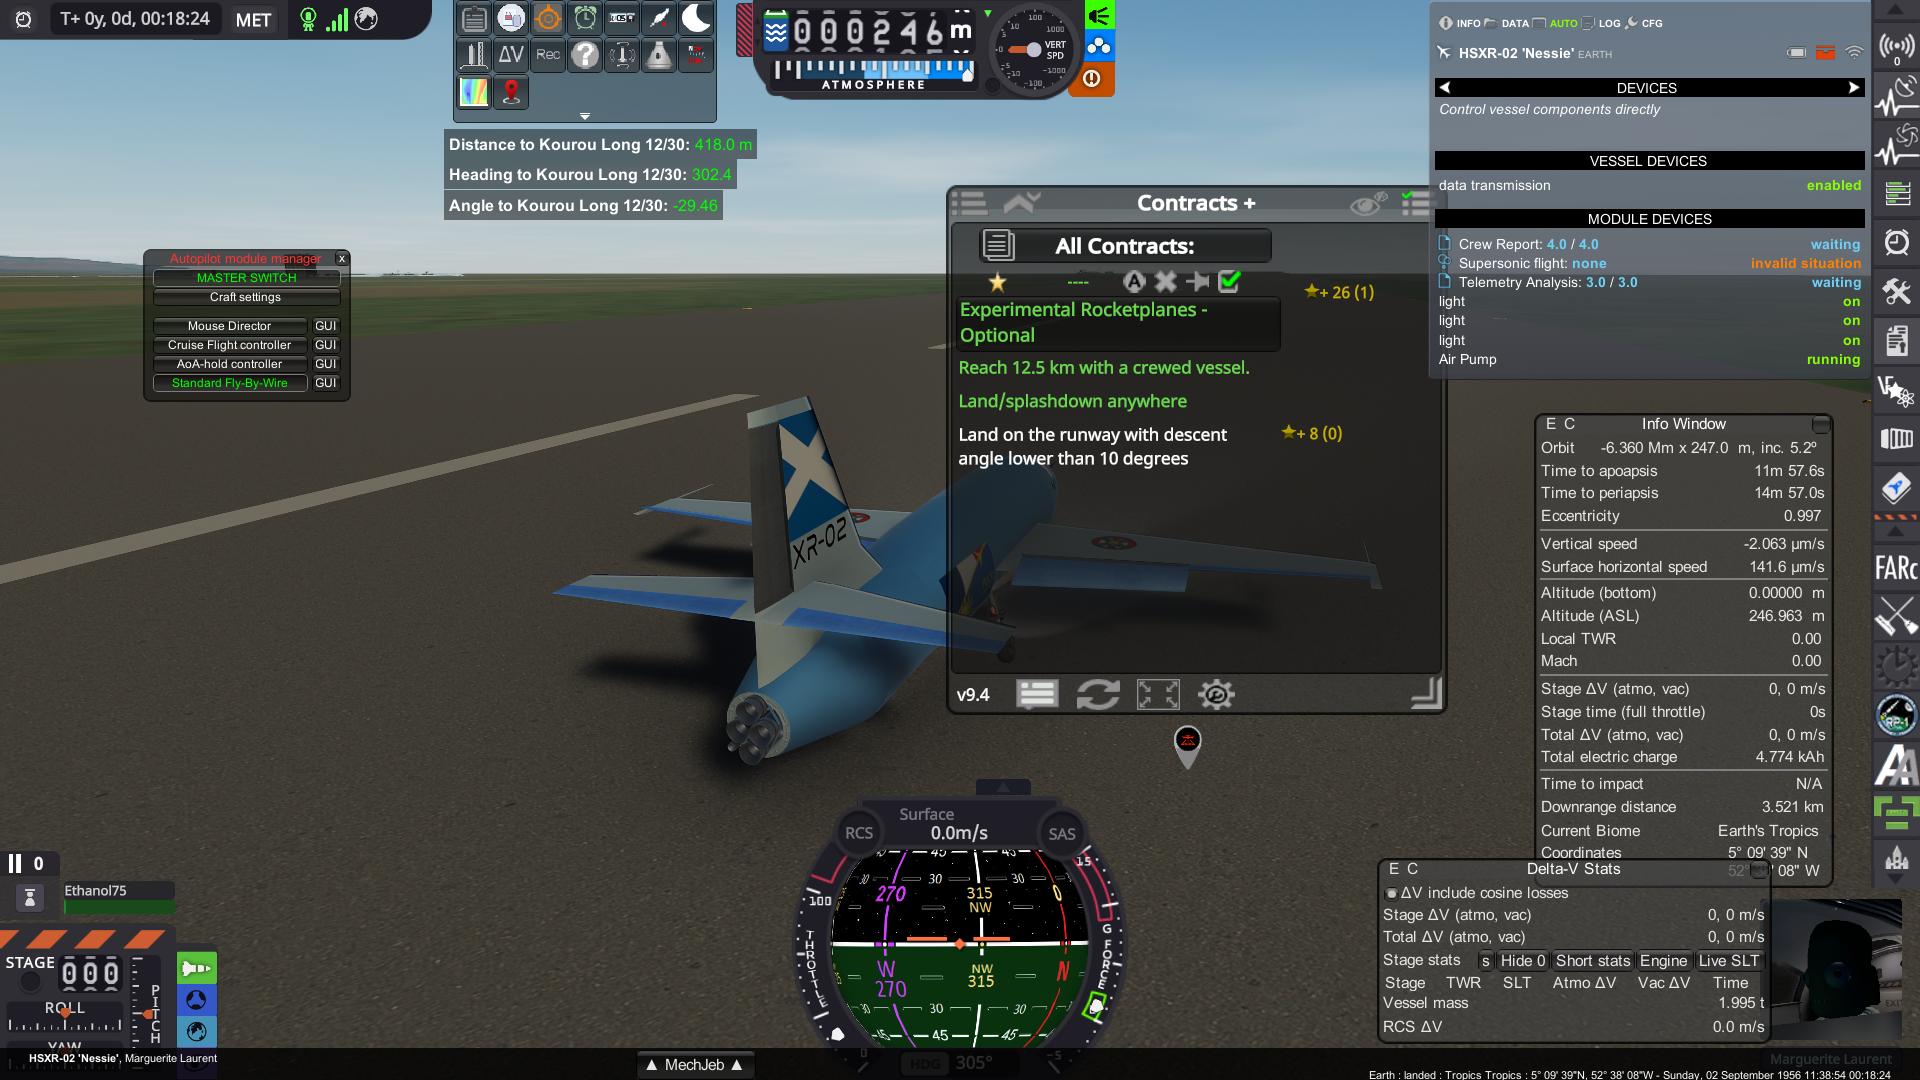 T+ 0y, 0d, 00:18:24 MET
ΔV Rec
000246 m
ATMOSPHERE
VERT SPD
Distance to Kourou Long 12/30: 418.0 m
Heading to Kourou Long 12/30: 302.4
Angle to Kourou Long 12/30: -29.46
Autopilot module manager x
MASTER SWITCH
Craft settings
Mouse Director GUI
Cruise Flight controller GUI
AoA-hold controller GUI
Standard Fly-By-Wire GUI
Contracts +
All Contracts:
---- A
Experimental Rocketplanes - Optional
+ 26 (1)
Reach 12.5 km with a crewed vessel.
Land/splashdown anywhere
Land on the runway with descent angle lower than 10 degrees
+ 8 (0)
v9.4
XR-02
INFO DATA AUTO LOG CFG
HSXR-02 'Nessie' EARTH
DEVICES
Control vessel components directly
VESSEL DEVICES
data transmission enabled
MODULE DEVICES
Crew Report: 4.0 / 4.0 waiting
Supersonic flight: none invalid situation
Telemetry Analysis: 3.0 / 3.0 waiting
light on
light on
light on
Air Pump running
0
FARc
E C Info Window
Orbit -6.360 Mm x 247.0 m, inc. 5.2º
Time to apoapsis 11m 57.6s
Time to periapsis 14m 57.0s
Eccentricity 0.997
Vertical speed -2.063 μm/s
Surface horizontal speed 141.6 μm/s
Altitude (bottom) 0.00000 m
Altitude (ASL) 246.963 m
Local TWR 0.00
Mach 0.00
Stage ΔV (atmo, vac) 0, 0 m/s
Stage time (full throttle) 0s
Total ΔV (atmo, vac) 0, 0 m/s
Total electric charge 4.774 kAh
Time to impact N/A
Downrange distance 3.521 km
Current Biome Earth's Tropics
Coordinates 5° 09' 39" N
52° 08" W
E C Delta-V Stats
ΔV include cosine losses
Stage ΔV (atmo, vac) 0, 0 m/s
Total ΔV (atmo, vac) 0, 0 m/s
Stage stats s Hide 0 Short stats Engine Live SLT
Stage TWR SLT Atmo ΔV Vac ΔV Time
Vessel mass 1.995 t
RCS ΔV 0.0 m/s
Surface
0.0m/s
RCS SAS
45 45
30 30 30
270 315 NW 0
W 270 NW 315 N
30 30 30
45 45
100 THROTTLE 0
15 G FORCE -5
HDG 305°
0
Ethanol75
STAGE 000
ROLL
PITCH
YAW
HSXR-02 'Nessie', Marguerite Laurent
▲ MechJeb ▲
Marguerite Laurent
Earth : landed : Tropics Tropics : 5° 09' 39"N, 52° 38' 08"W - Sunday, 02 September 1956 11:38:54 00:18:24